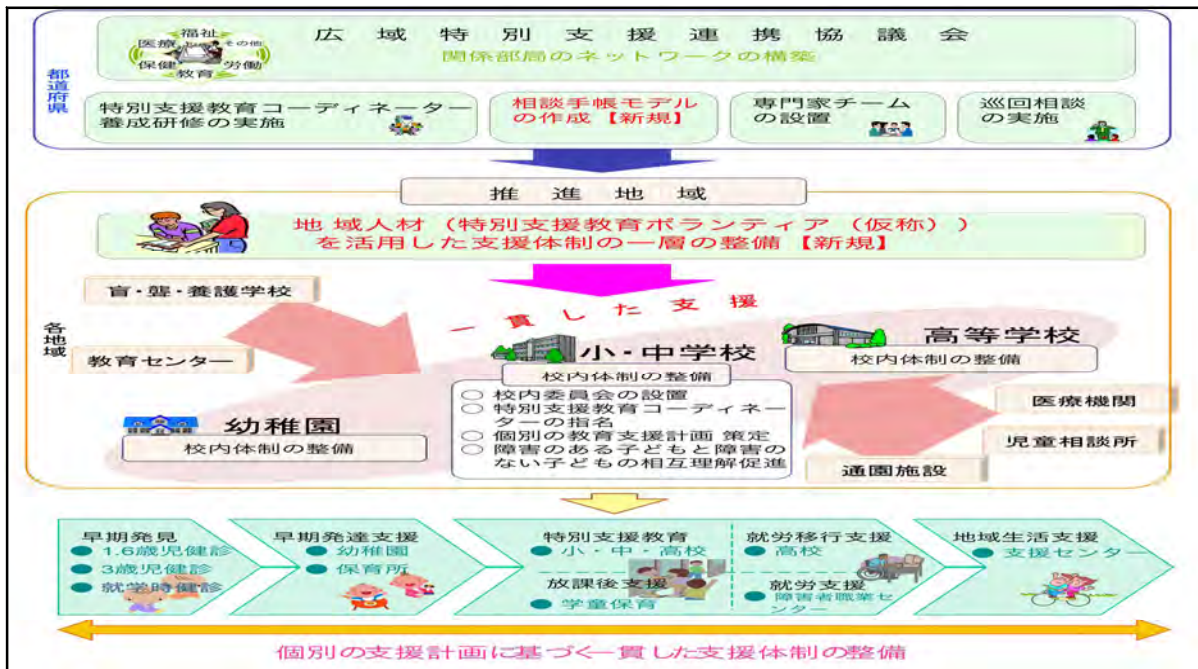 広域特別支援連携協議会
関係部局のネットワークの構築
福祉
医療
その他
保健
労働
教育
都道府県
特別支援教育コーディネーター
養成研修の実施
相談手帳モデル
の作成【新規】
専門家チーム
の設置
巡回相談
の実施
推進地域
地域人材(特別支援教育ボランティア(仮称))
を活用した支援体制の一層の整備【新規】
盲・聾・養護学校
教育センター
各地域
一貫した支援
小・中学校
校内体制の整備
○ 校内委員会の設置
○ 特別支援教育コーディネー
ターの指名
○ 個別の教育支援計画 策定
○ 障害のある子どもと障害の
ない子どもの相互理解促進
高等学校
校内体制の整備
幼稚園
校内体制の整備
医療機関
児童相談所
通園施設
早期発見
● 1.6歳児健診
● 3歳児健診
● 就学時健診
早期発達支援
● 幼稚園
● 保育所
特別支援教育
● 小・中・高校
放課後支援
● 学童保育
就労移行支援
● 高校
就労支援
● 障害者職業セ
ンター
地域生活支援
● 支援センター
個別の支援計画に基づく一貫した支援体制の整備